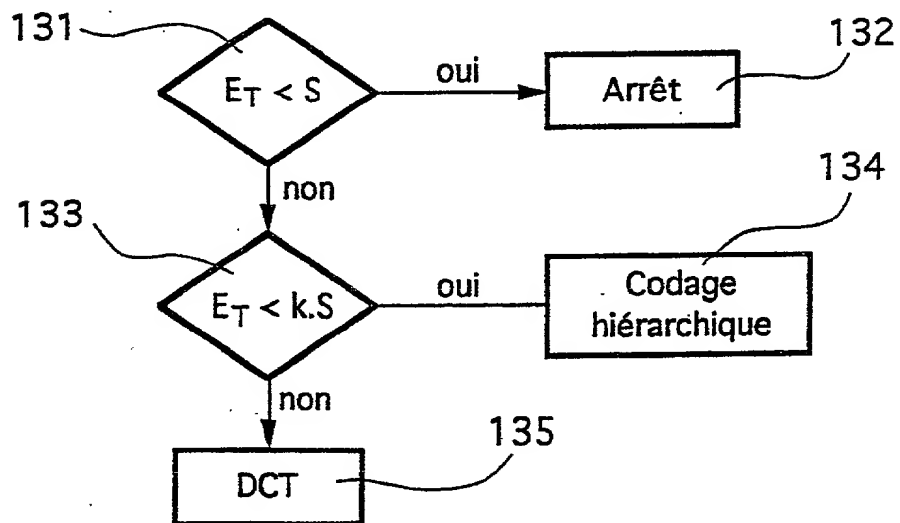 131
E_T < S
oui
Arrêt
132
non
133
E_T < k.S
oui
Codage
hiérarchique
134
non
DCT
135